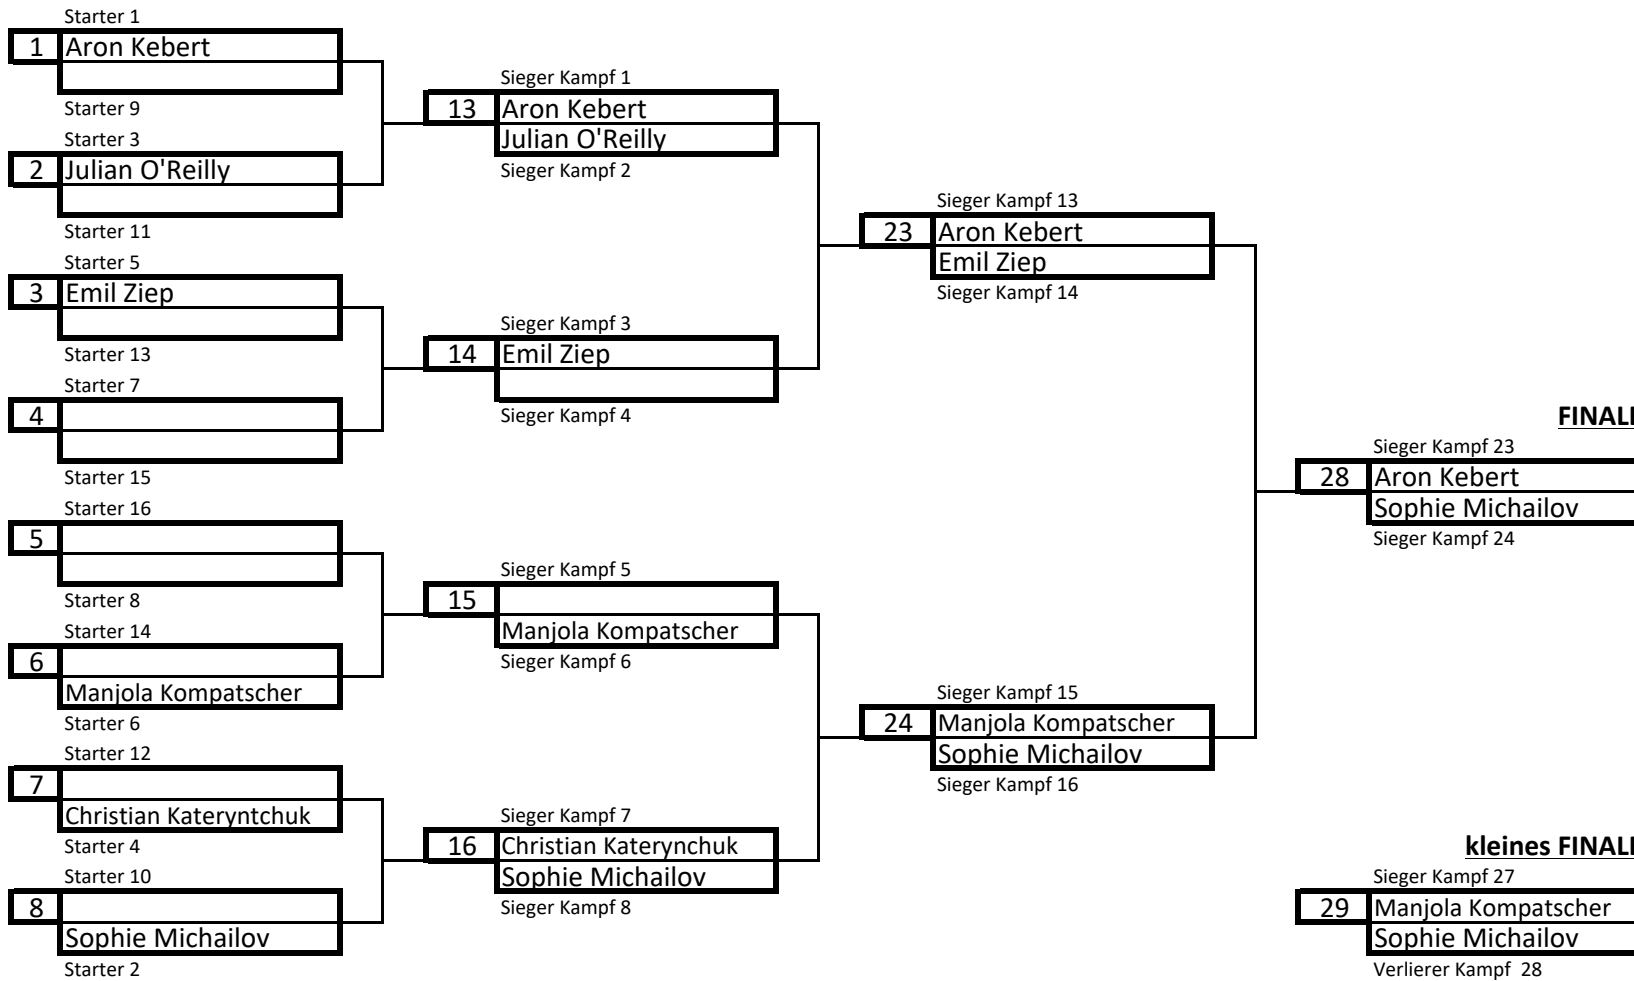 Starter 1
1 Aron Kebert
Starter 9
Starter 3
2 Julian O'Reilly
Starter 11
Starter 5
3 Emil Ziep
Starter 13
Starter 7
4
Starter 15
Starter 16
5
Starter 8
Starter 14
6
Manjola Kompatscher
Starter 6
Starter 12
7
Christian Kateryntchuk
Starter 4
Starter 10
8
Sophie Michailov
Starter 2
Sieger Kampf 1
13 Aron Kebert
Julian O'Reilly
Sieger Kampf 2
Sieger Kampf 3
14 Emil Ziep
Sieger Kampf 4
Sieger Kampf 5
15
Manjola Kompatscher
Sieger Kampf 6
Sieger Kampf 7
16 Christian Katerynchuk
Sophie Michailov
Sieger Kampf 8
Sieger Kampf 13
23 Aron Kebert
Emil Ziep
Sieger Kampf 14
Sieger Kampf 15
24 Manjola Kompatscher
Sophie Michailov
Sieger Kampf 16
FINAL
Sieger Kampf 23
28 Aron Kebert
Sophie Michailov
Sieger Kampf 24
kleines FINAL
Sieger Kampf 27
29 Manjola Kompatscher
Sophie Michailov
Verlierer Kampf 28